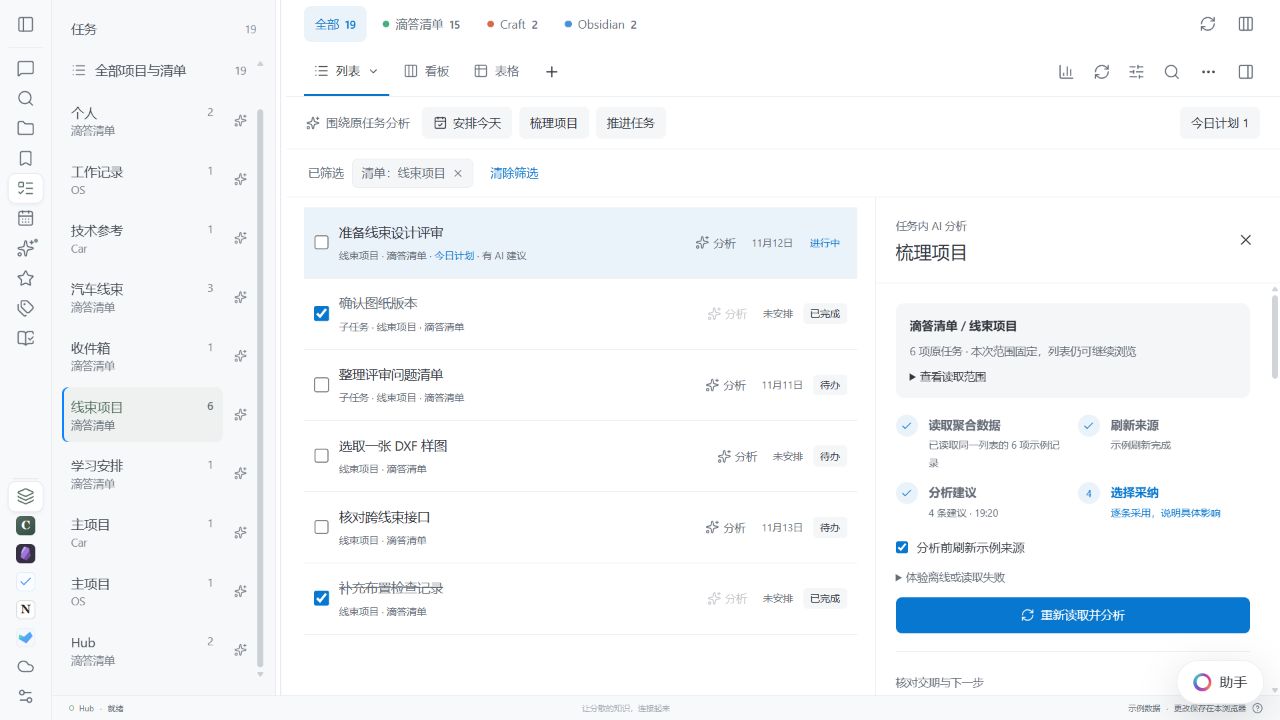 任务 19
全部项目与清单 19
个人 2
滴答清单
工作记录 1
OS
技术参考 1
Car
汽车线束 3
滴答清单
收件箱 1
滴答清单
线束项目 6
滴答清单
学习安排 1
滴答清单
主项目 1
Car
主项目 1
OS
Hub 2
滴答清单
C
N
全部 19 滴答清单 15 Craft 2 Obsidian 2
列表 看板 表格
围绕原任务分析 安排今天 梳理项目 推进任务 今日计划 1
已筛选 清单：线束项目 清除筛选
准备线束设计评审
线束项目 · 滴答清单 · 今日计划 · 有 AI 建议
分析 11月12日 进行中
确认图纸版本
子任务 · 线束项目 · 滴答清单
分析 未安排 已完成
整理评审问题清单
子任务 · 线束项目 · 滴答清单
分析 11月11日 待办
选取一张 DXF 样图
线束项目 · 滴答清单
分析 未安排 待办
核对跨线束接口
线束项目 · 滴答清单
分析 11月13日 待办
补充布置检查记录
线束项目 · 滴答清单
分析 未安排 已完成
任务内 AI 分析
梳理项目
滴答清单 / 线束项目
6 项原任务 · 本次范围固定，列表仍可继续浏览
查看读取范围
读取聚合数据
已读取同一列表的 6 项示例记
录
刷新来源
示例刷新完成
分析建议
4 条建议 · 19:20
4 选择采纳
逐条采用，说明具体影响
分析前刷新示例来源
体验离线或读取失败
重新读取并分析
核对交期与下一步
助手
Hub · 就绪
让分散的知识，连接起来
示例数据 · 更改保存在本浏览器